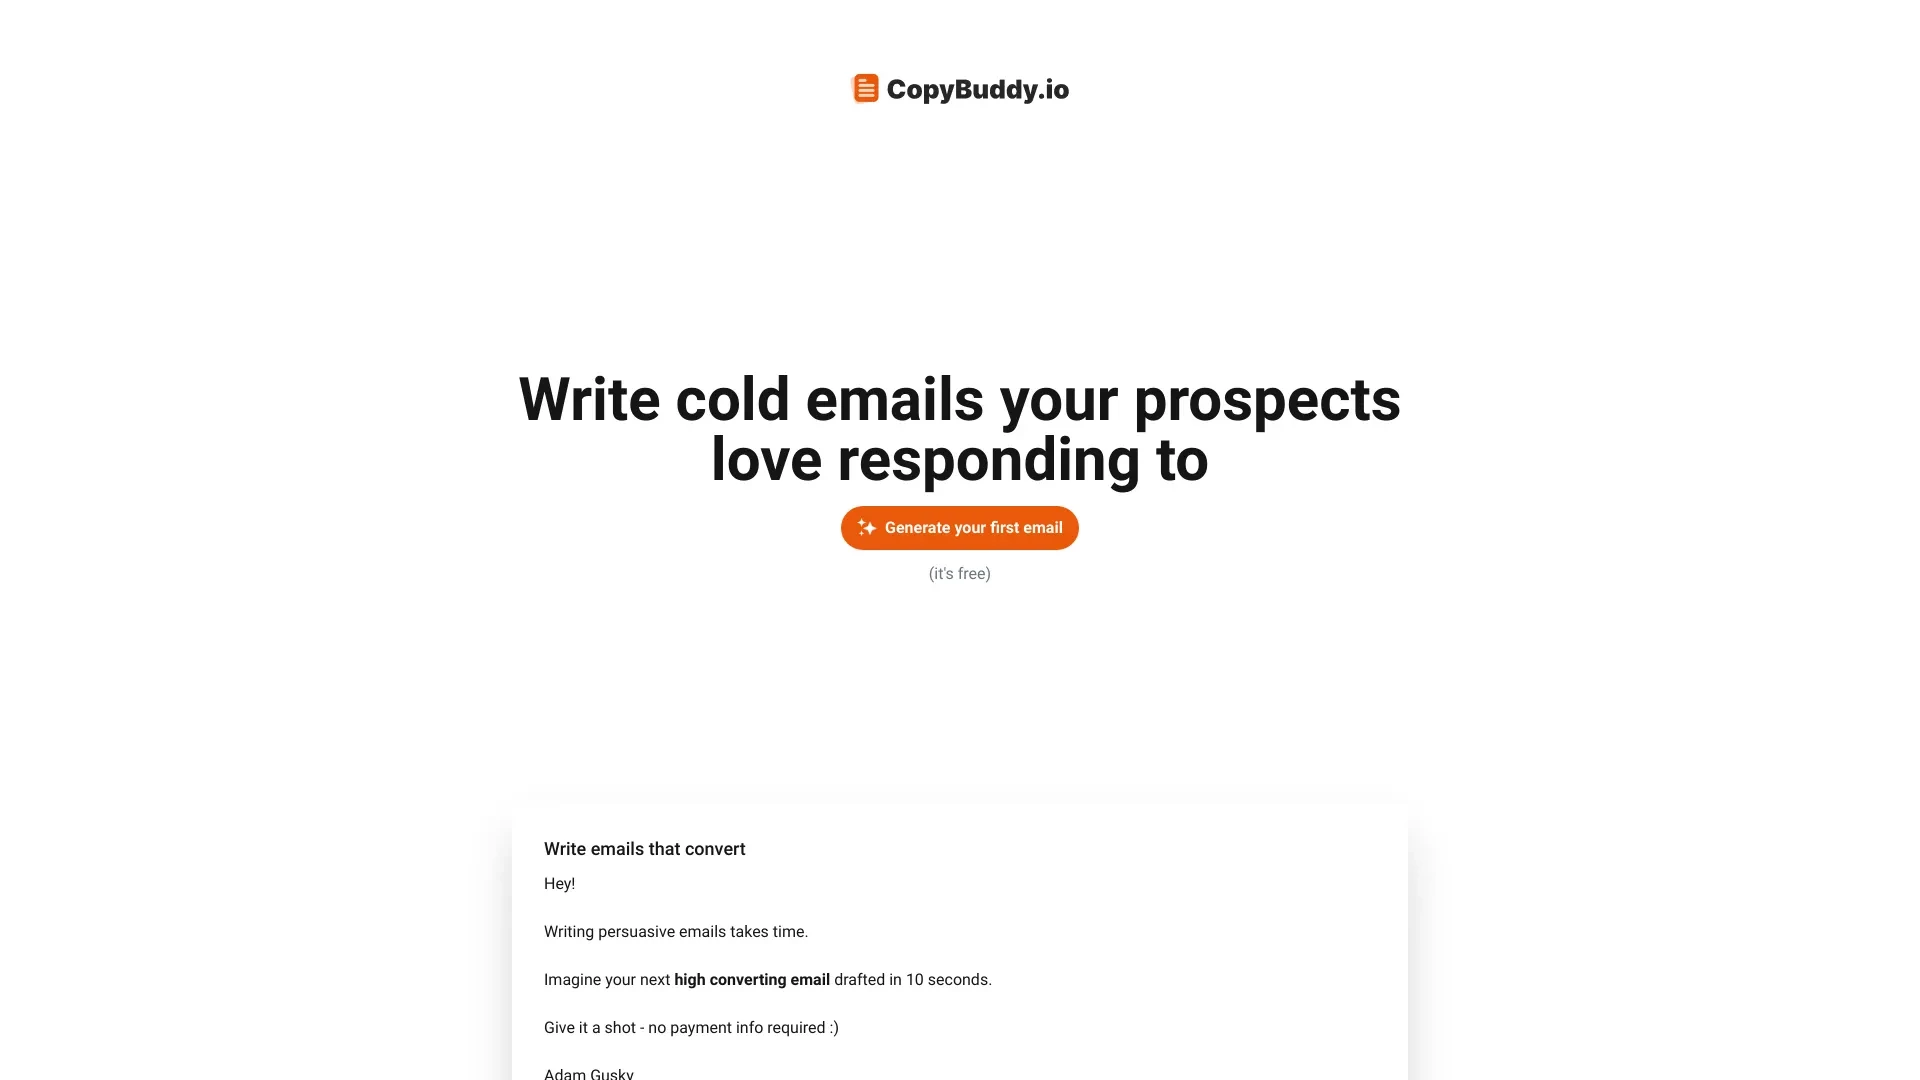 CopyBuddy.io
Write cold emails your prospects
love responding to
Generate your first email
(it's free)
Write emails that convert
Hey!
Writing persuasive emails takes time.
Imagine your next high converting email drafted in 10 seconds.
Give it a shot - no payment info required :)
Adam Gusky